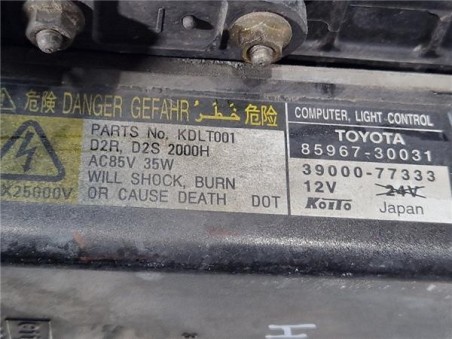 危険 DANGER GEFAHR خَطَر 危险
PARTS No. KDLT001
D2R, D2S 2000H
AC85V 35W
WILL SHOCK, BURN
OR CAUSE DEATH DOT
X25000V
COMPUTER, LIGHT CONTROL
TOYOTA
85967-30031
39000-77333
12V 24V
KOITO Japan
H